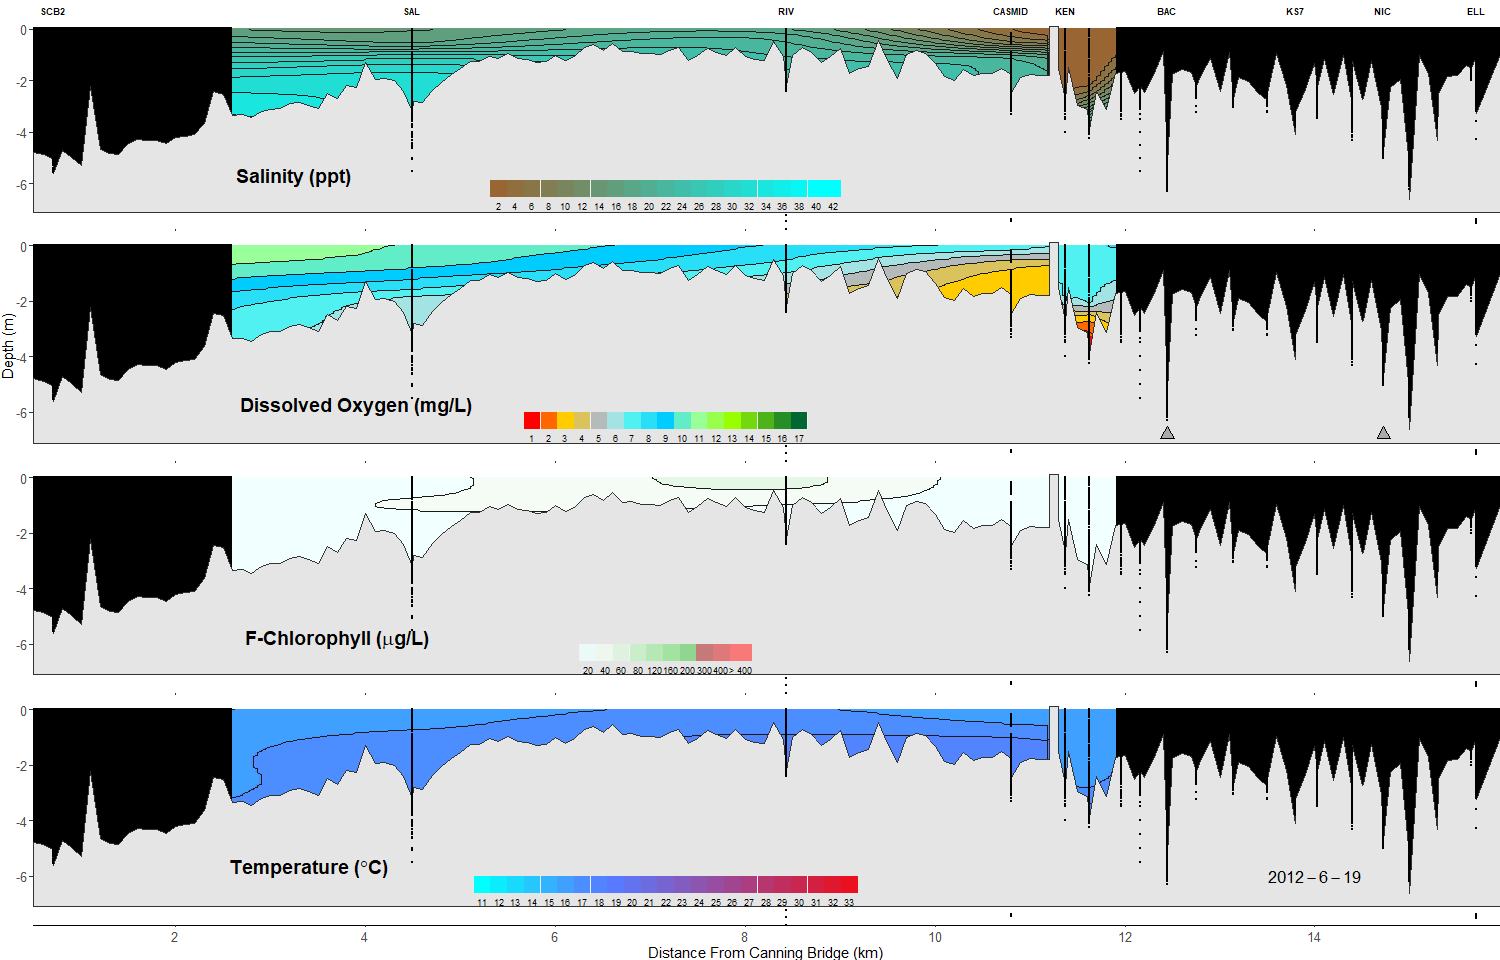 SCB2 SAL RIV CASMID KEN BAC KS7 NIC ELL
0
-2
-4
-6
Salinity (ppt)
2 4 6 8 10 12 14 16 18 20 22 24 26 28 30 32 34 36 38 40 42
0
-2
-4
-6
Depth (m)
Dissolved Oxygen (mg/L)
1 2 3 4 5 6 7 8 9 10 11 12 13 14 15 16 17
0
-2
-4
-6
F-Chlorophyll (μg/L)
20 40 60 80 120 160 200 300 400 > 400
0
-2
-4
-6
Temperature (°C)
11 12 13 14 15 16 17 18 19 20 21 22 23 24 25 26 27 28 29 30 31 32 33
2012 – 6 – 19
2 4 6 8 10 12 14
Distance From Canning Bridge (km)